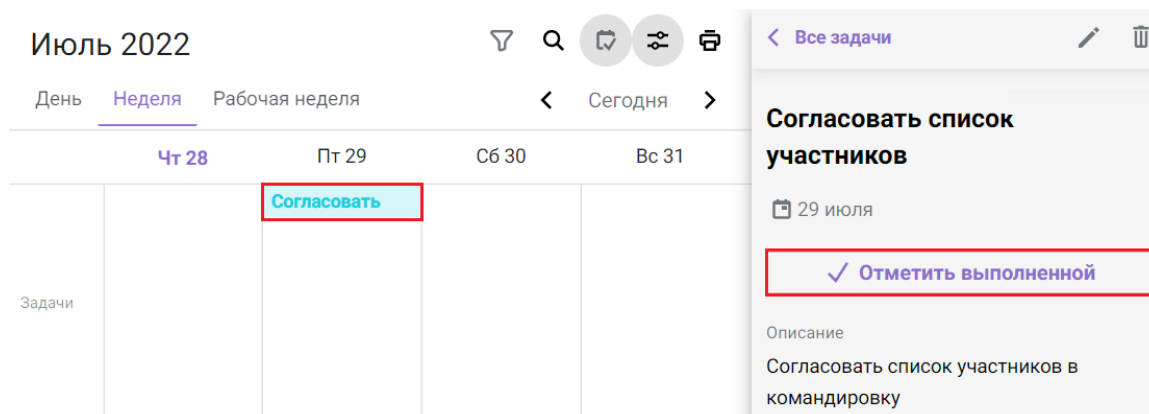 Июль 2022
День Неделя Рабочая неделя Сегодня
Чт 28 Пт 29 Сб 30 Вс 31
Согласовать
Задачи
Все задачи
Согласовать список
участников
29 июля
Отметить выполненной
Описание
Согласовать список участников в
командировку